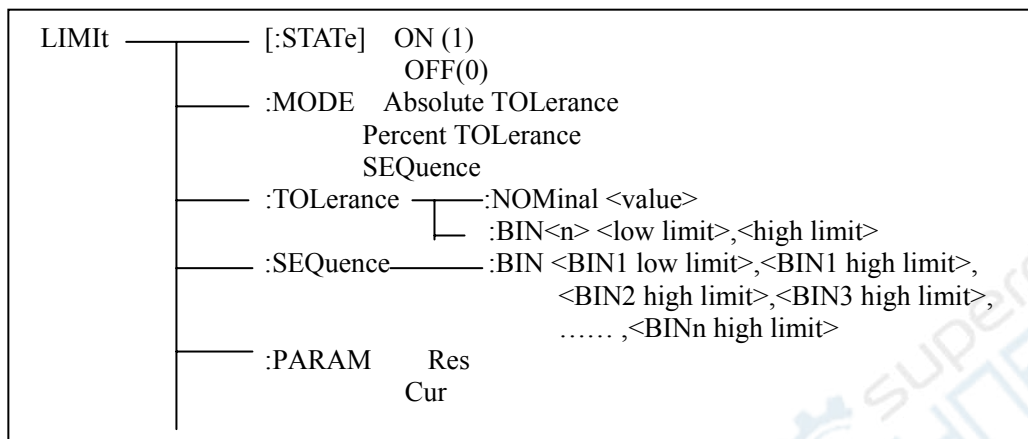 LIMIt [:STATe] ON (1)
OFF(0)
:MODE Absolute TOLerance
Percent TOLerance
SEQuence
:TOLerance :NOMinal <value>
:BIN<n> <low limit>,<high limit>
:SEQuence :BIN <BIN1 low limit>,<BIN1 high limit>,
<BIN2 high limit>,<BIN3 high limit>,
…… ,<BINn high limit>
:PARAM Res
Cur